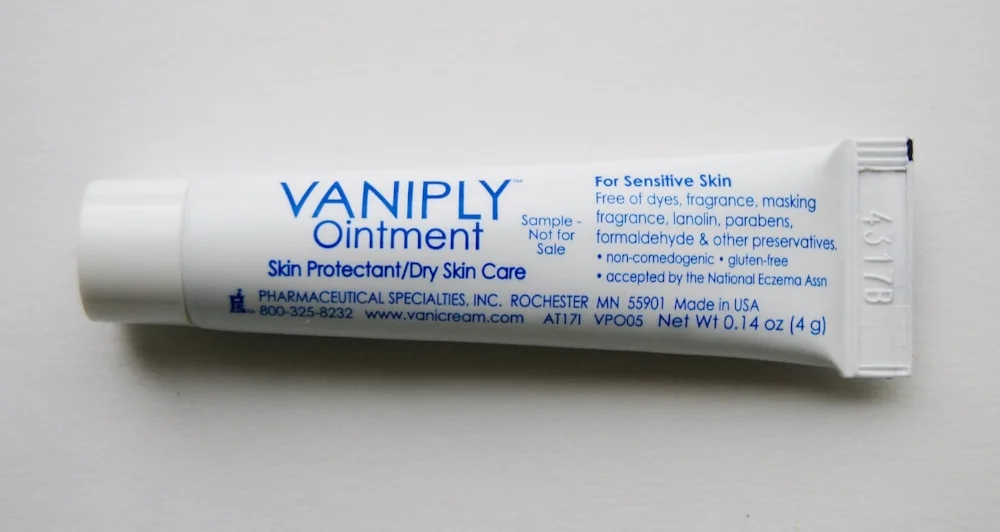 VANIPLY™
Ointment
Skin Protectant/Dry Skin Care
Sample -
Not for
Sale
For Sensitive Skin
Free of dyes, fragrance, masking
fragrance, lanolin, parabens,
formaldehyde & other preservatives.
• non-comedogenic • gluten-free
• accepted by the National Eczema Assn
PHARMACEUTICAL SPECIALTIES, INC. ROCHESTER MN 55901 Made in USA
800-325-8232 www.vanicream.com AT17I VPO05 Net Wt 0.14 oz (4 g)
4317B